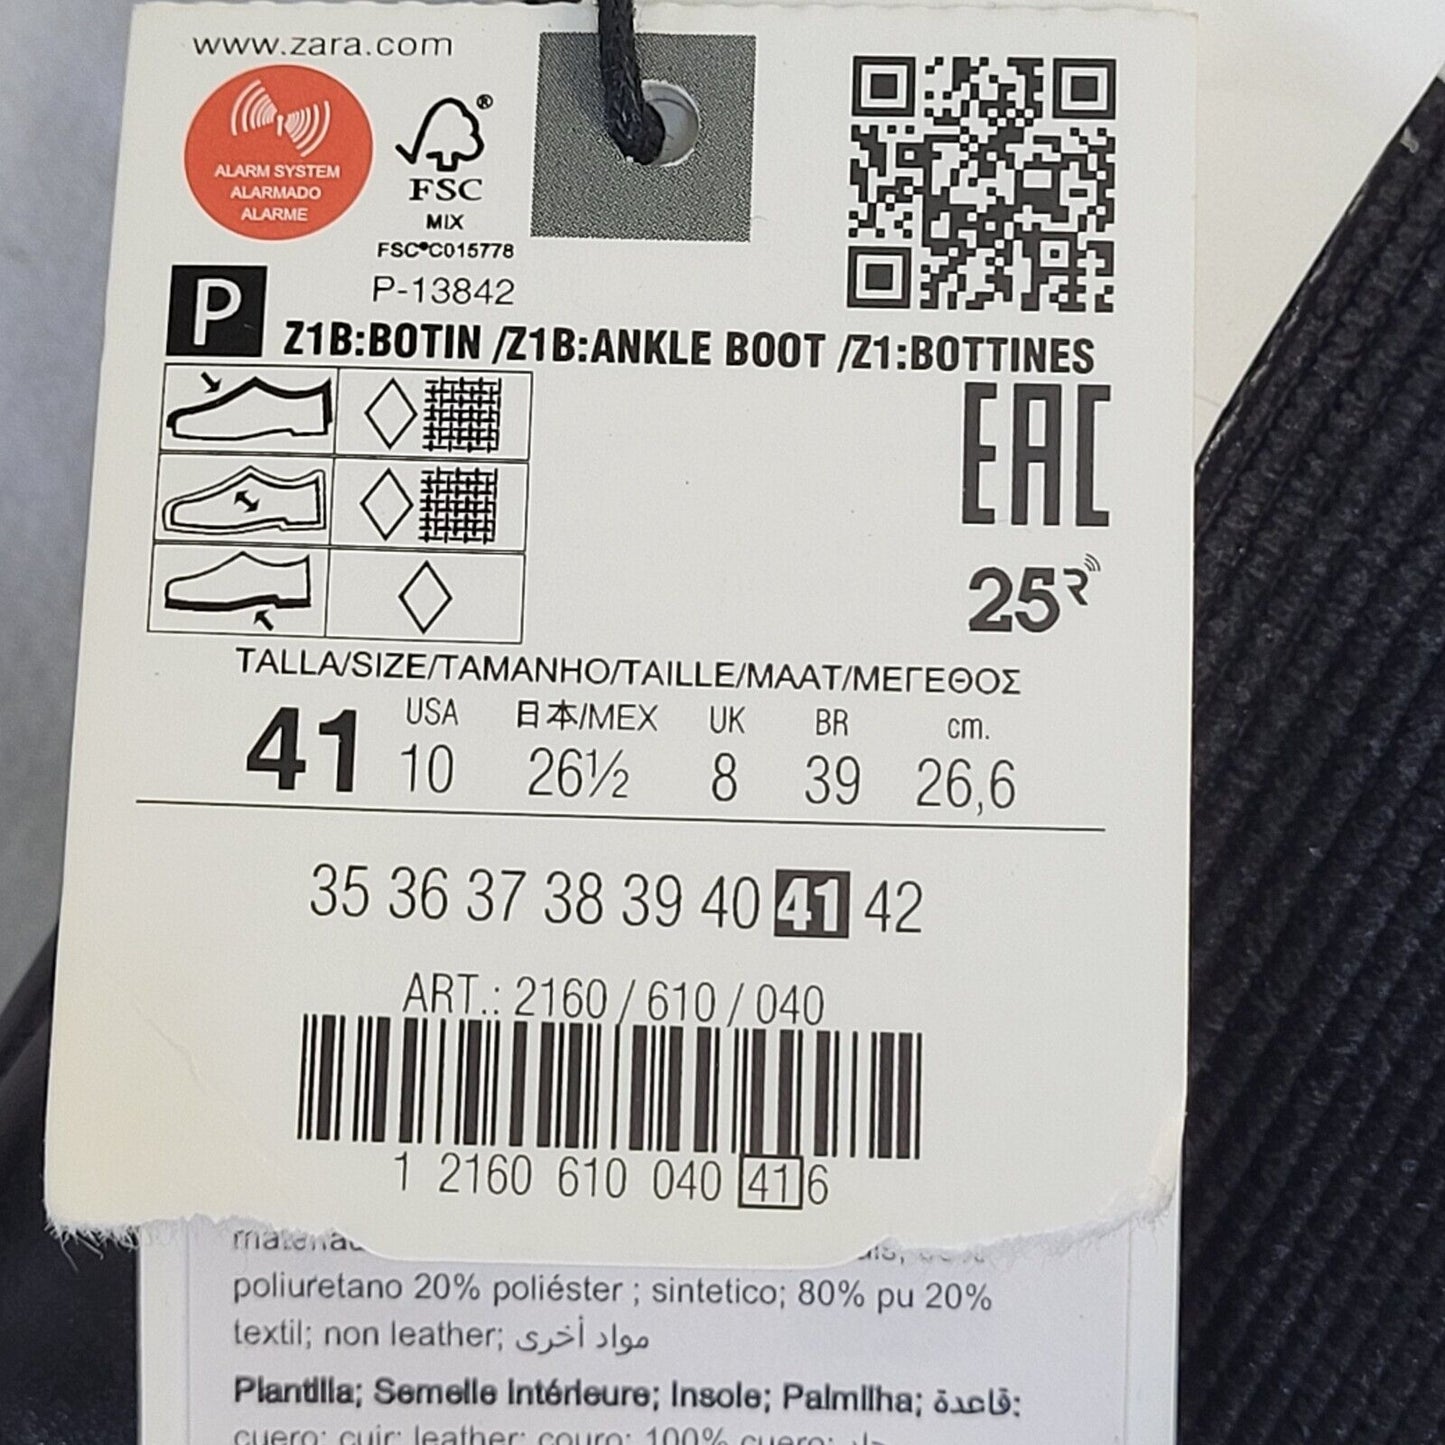 www.zara.com
ALARM SYSTEM
ALARMADO
ALARME
®
FSC
MIX
FSC®C015778
P-13842
P
Z1B:BOTIN /Z1B:ANKLE BOOT /Z1:BOTTINES
EAC
25R
TALLA/SIZE/TAMANHO/TAILLE/MAAT/ΜΕΓΕΘΟΣ
USA 日本/MEX UK BR cm.
41 10 26½ 8 39 26,6
35 36 37 38 39 40 41 42
ART.: 2160 / 610 / 040
1 2160 610 040 41 6
poliuretano 20% poliéster ; sintetico; 80% pu 20%
textil; non leather; مواد أخرى
Plantilla; Semelle Intérieure; Insole; Palmilha; قاعدة:
cuero; cuir; leather; couro; 100% cuero;